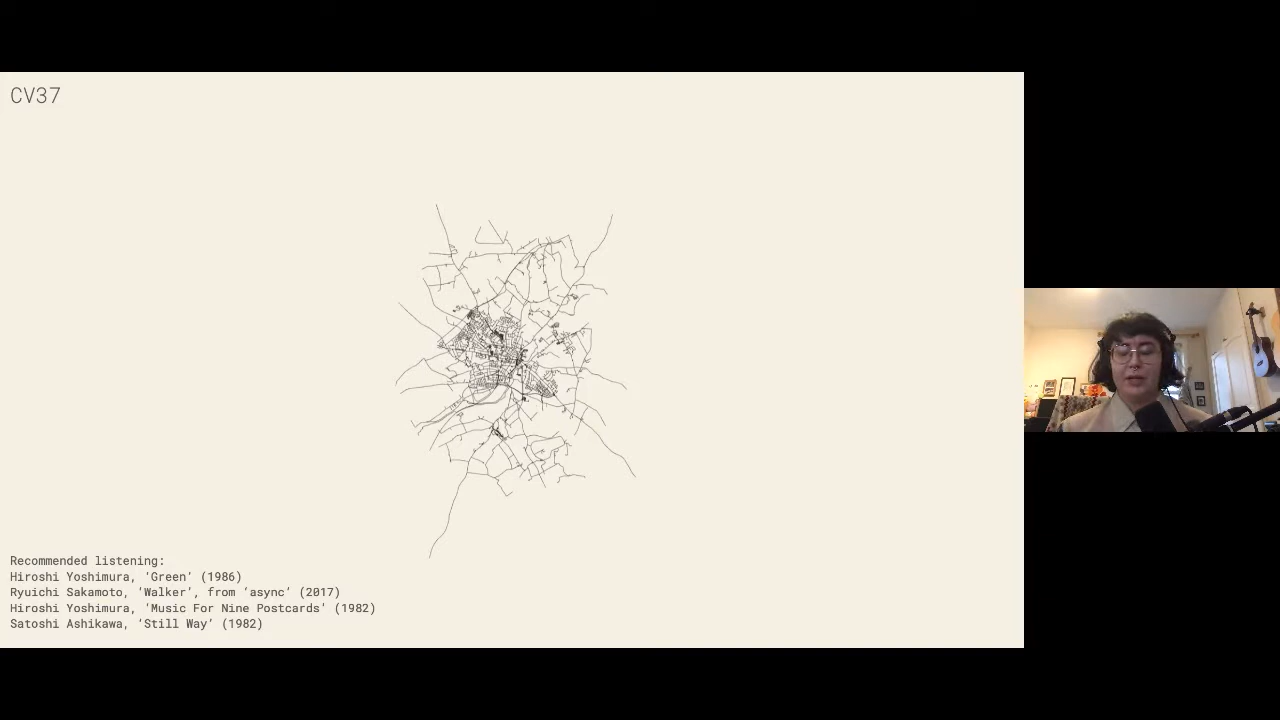 CV37
Recommended listening:
Hiroshi Yoshimura, ‘Green’ (1986)
Ryuichi Sakamoto, ‘Walker’, from ‘async’ (2017)
Hiroshi Yoshimura, ‘Music For Nine Postcards’ (1982)
Satoshi Ashikawa, ‘Still Way’ (1982)